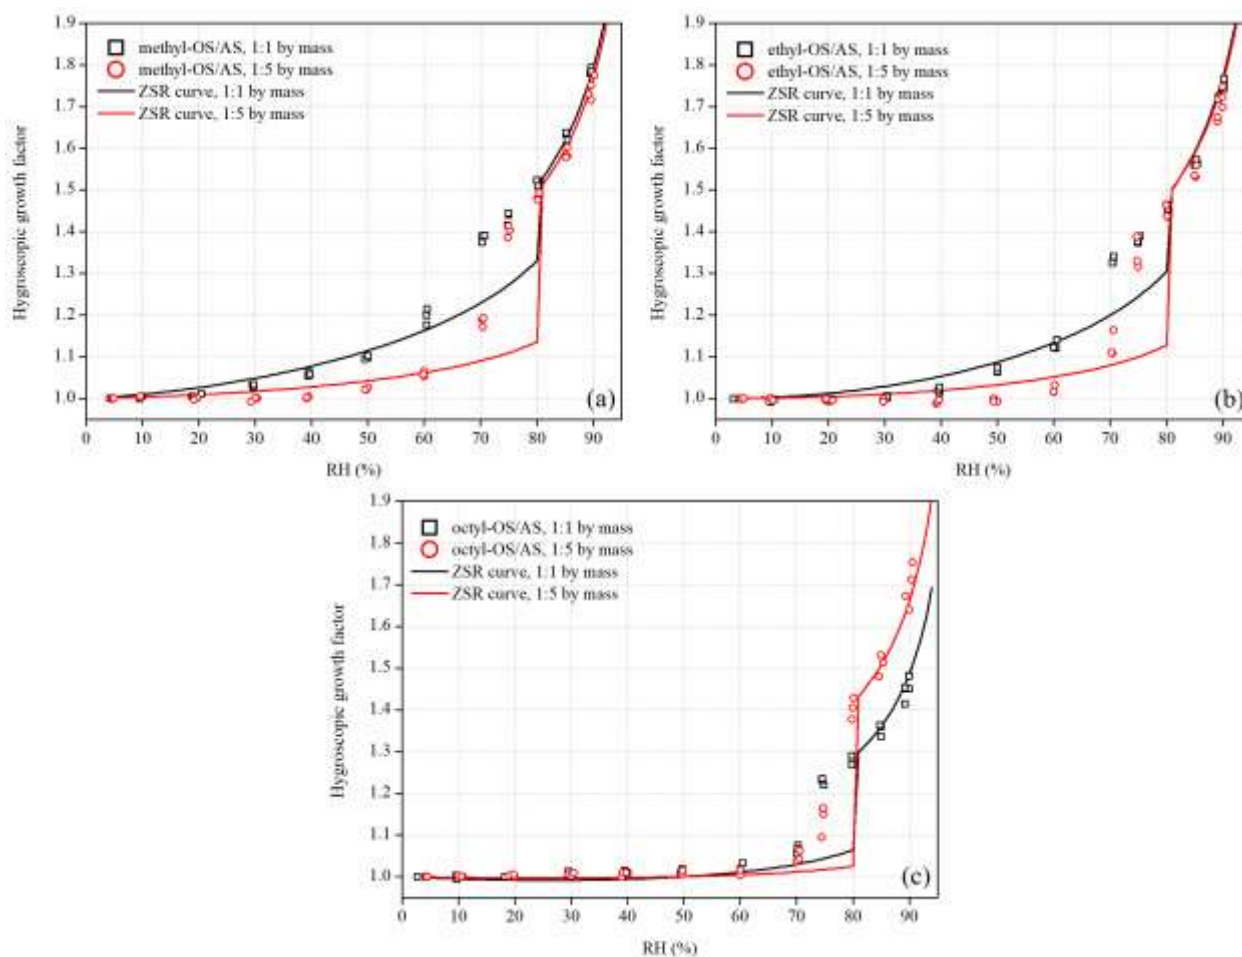 1.9
1.8
1.7
1.6
1.5
1.4
1.3
1.2
1.1
1.0
Hygroscopic growth factor
methyl-OS/AS, 1:1 by mass
methyl-OS/AS, 1:5 by mass
ZSR curve, 1:1 by mass
ZSR curve, 1:5 by mass
(a)
0 10 20 30 40 50 60 70 80 90
RH (%)
1.9
1.8
1.7
1.6
1.5
1.4
1.3
1.2
1.1
1.0
Hygroscopic growth factor
ethyl-OS/AS, 1:1 by mass
ethyl-OS/AS, 1:5 by mass
ZSR curve, 1:1 by mass
ZSR curve, 1:5 by mass
(b)
0 10 20 30 40 50 60 70 80 90
RH (%)
1.9
1.8
1.7
1.6
1.5
1.4
1.3
1.2
1.1
1.0
Hygroscopic growth factor
octyl-OS/AS, 1:1 by mass
octyl-OS/AS, 1:5 by mass
ZSR curve, 1:1 by mass
ZSR curve, 1:5 by mass
(c)
0 10 20 30 40 50 60 70 80 90
RH (%)